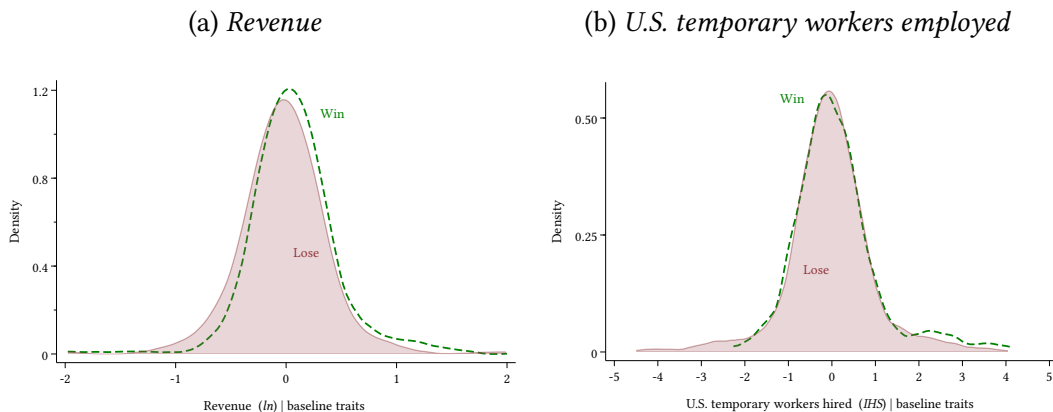 (a) Revenue
1.2
0.8
0.4
0
Density
Win
Lose
-2
-1
0
1
2
Revenue (ln) | baseline traits
(b) U.S. temporary workers employed
0.50
0.25
0
Density
Win
Lose
-5
-4
-3
-2
-1
0
1
2
3
4
5
U.S. temporary workers hired (IHS) | baseline traits